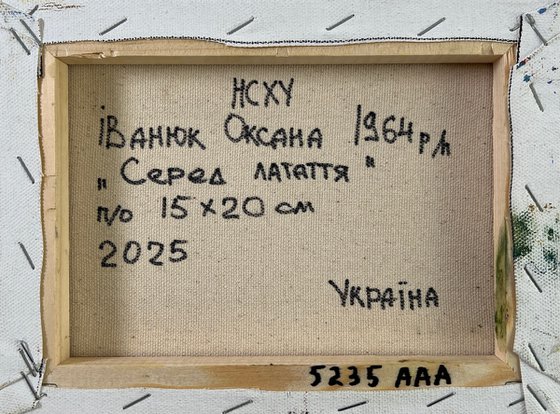 НСХУ
іВанюк Оксана 1964 р/н
„ Серед латаття "
п/о 15 х 20 см
2025
Україна
5235 ААА